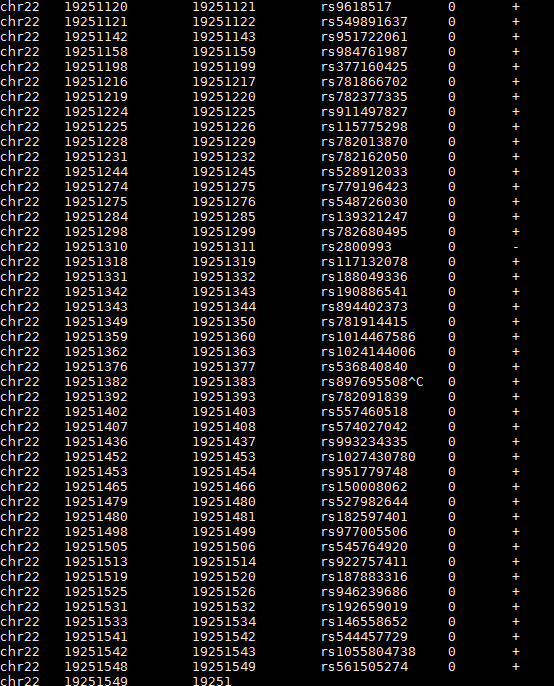 chr22 19251120 19251121 rs9618517 0 +
chr22 19251121 19251122 rs549891637 0 +
chr22 19251142 19251143 rs951722061 0 +
chr22 19251158 19251159 rs984761987 0 +
chr22 19251198 19251199 rs377160425 0 +
chr22 19251216 19251217 rs781866702 0 +
chr22 19251219 19251220 rs782377335 0 +
chr22 19251224 19251225 rs911497827 0 +
chr22 19251225 19251226 rs115775298 0 +
chr22 19251228 19251229 rs782013870 0 +
chr22 19251231 19251232 rs782162050 0 +
chr22 19251244 19251245 rs528912033 0 +
chr22 19251274 19251275 rs779196423 0 +
chr22 19251275 19251276 rs548726030 0 +
chr22 19251284 19251285 rs139321247 0 +
chr22 19251298 19251299 rs782680495 0 +
chr22 19251310 19251311 rs2800993 0 -
chr22 19251318 19251319 rs117132078 0 +
chr22 19251331 19251332 rs188049336 0 +
chr22 19251342 19251343 rs190886541 0 +
chr22 19251343 19251344 rs894402373 0 +
chr22 19251349 19251350 rs781914415 0 +
chr22 19251359 19251360 rs1014467586 0 +
chr22 19251362 19251363 rs1024144006 0 +
chr22 19251376 19251377 rs536840840 0 +
chr22 19251382 19251383 rs897695508^C 0 +
chr22 19251392 19251393 rs782091839 0 +
chr22 19251402 19251403 rs557460518 0 +
chr22 19251407 19251408 rs574027042 0 +
chr22 19251436 19251437 rs993234335 0 +
chr22 19251452 19251453 rs1027430780 0 +
chr22 19251453 19251454 rs951779748 0 +
chr22 19251465 19251466 rs150008062 0 +
chr22 19251479 19251480 rs527982644 0 +
chr22 19251480 19251481 rs182597401 0 +
chr22 19251498 19251499 rs977005506 0 +
chr22 19251505 19251506 rs545764920 0 +
chr22 19251513 19251514 rs922757411 0 +
chr22 19251519 19251520 rs187883316 0 +
chr22 19251525 19251526 rs946239686 0 +
chr22 19251531 19251532 rs192659019 0 +
chr22 19251533 19251534 rs146558652 0 +
chr22 19251541 19251542 rs544457729 0 +
chr22 19251542 19251543 rs1055804738 0 +
chr22 19251548 19251549 rs561505274 0 +
chr22 19251549 19251